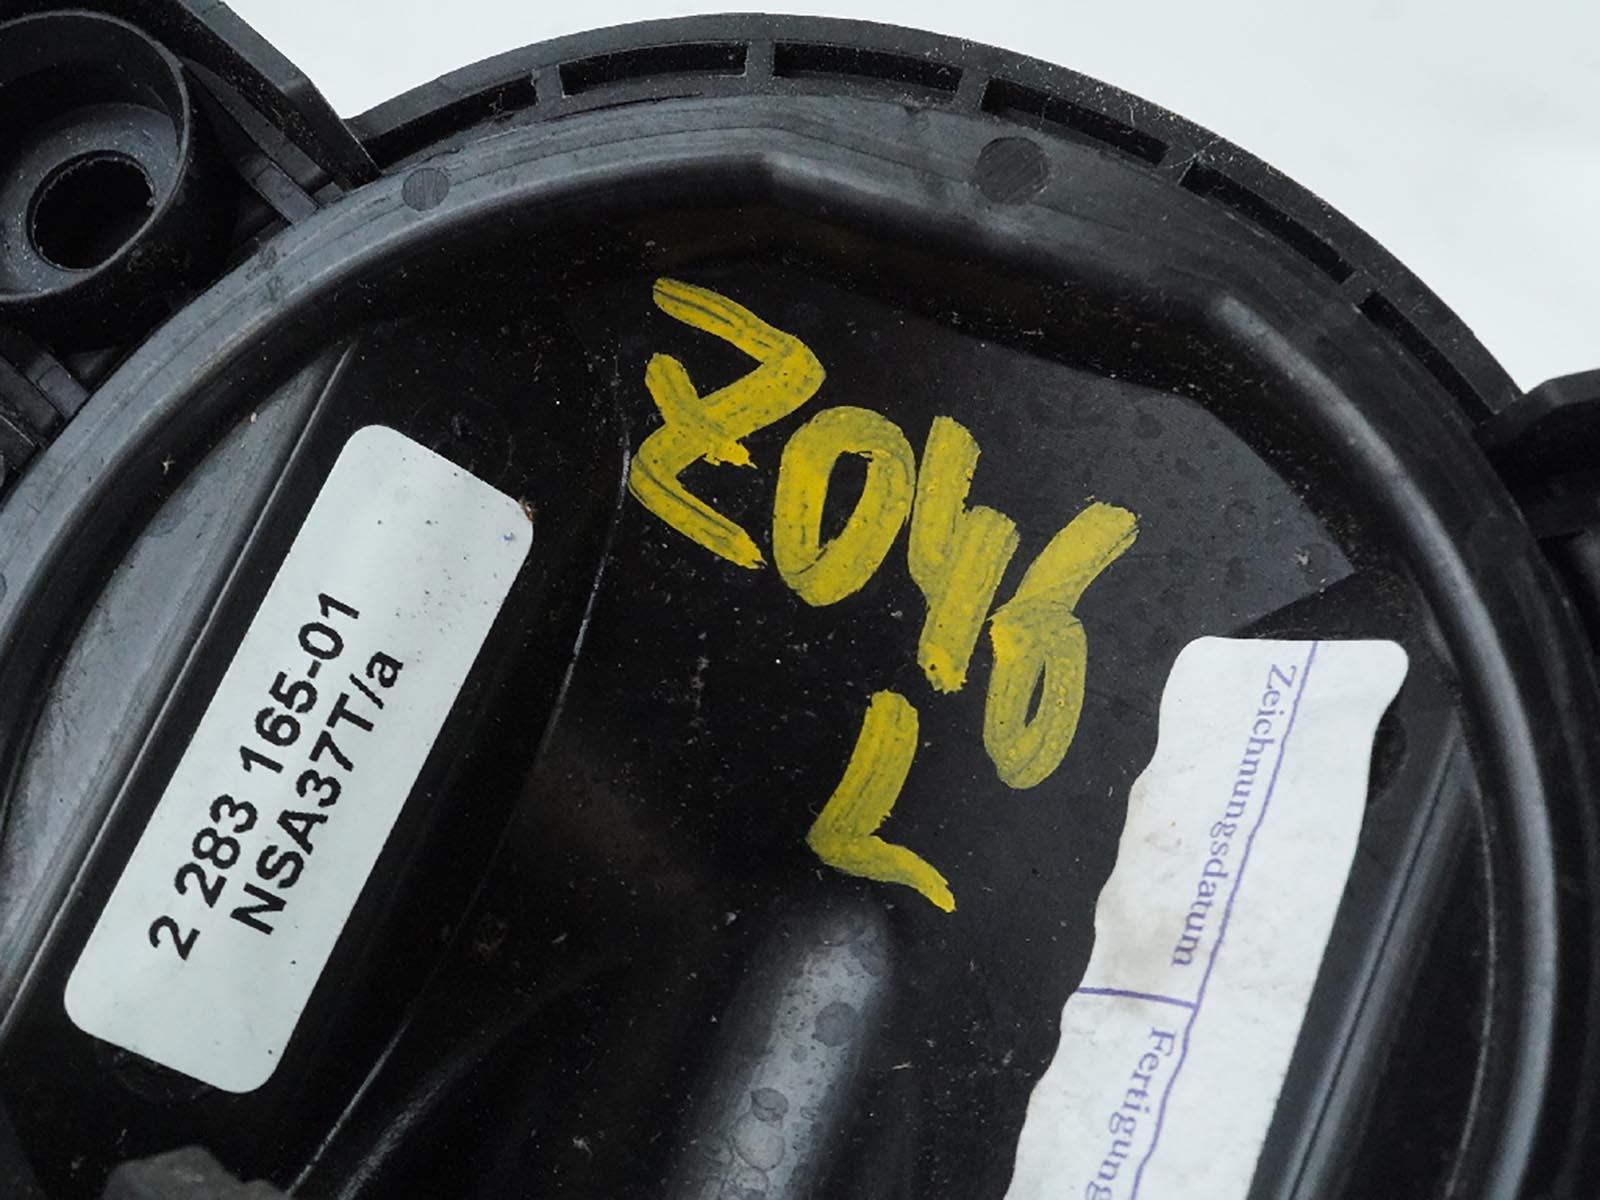 2 283 165-01
NSA37T/a
Z046
L
Zeichnungsdatum
Fertigung